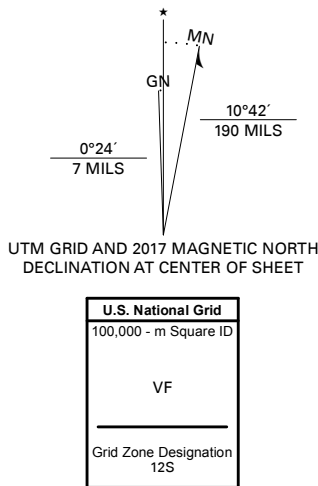 ★
MN
GN
0°24´
7 MILS
10°42´
190 MILS
UTM GRID AND 2017 MAGNETIC NORTH
DECLINATION AT CENTER OF SHEET
U.S. National Grid
100,000 - m Square ID
VF
Grid Zone Designation
12S